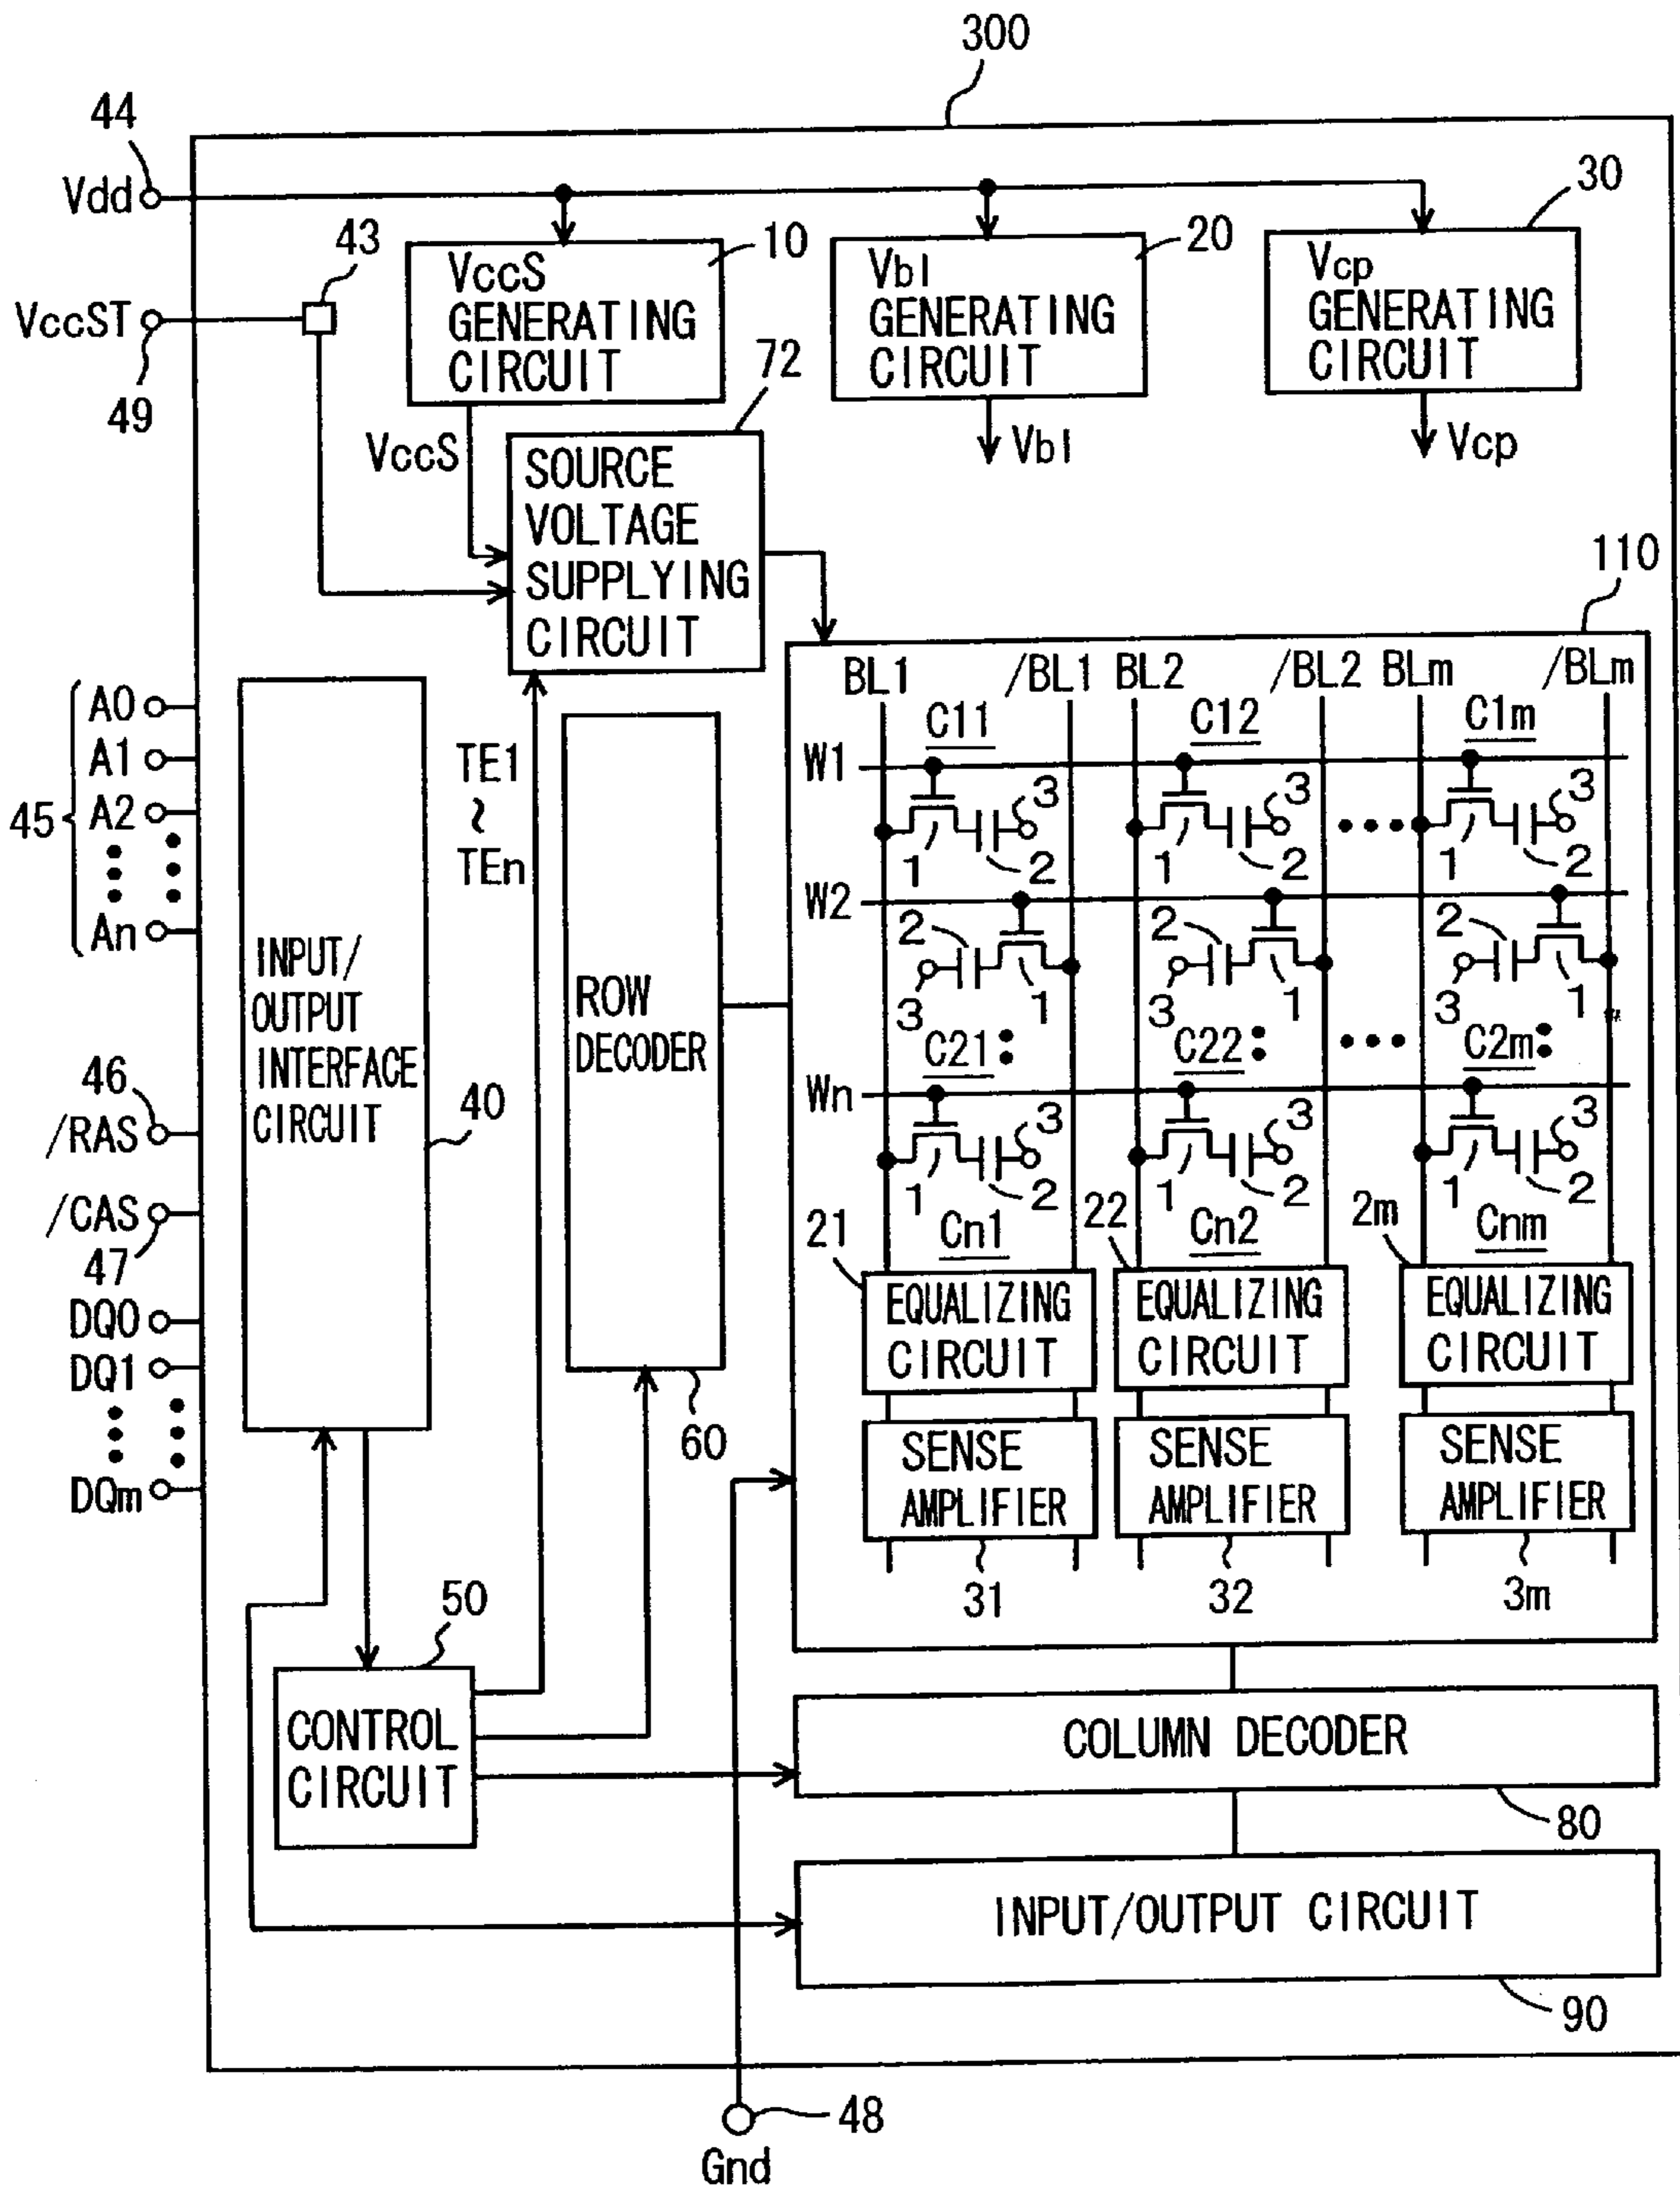 300
44
Vdd
43
VccST
49
10
VccS
GENERATING
CIRCUIT
20
Vbl
GENERATING
CIRCUIT
30
Vcp
GENERATING
CIRCUIT
VccS
72
SOURCE
VOLTAGE
SUPPLYING
CIRCUIT
Vbl
Vcp
110
45
A0
A1
A2
An
/RAS
46
/CAS
47
DQ0
DQ1
DQm
INPUT/
OUTPUT
INTERFACE
CIRCUIT
40
TE1
~
TEn
ROW
DECODER
60
BL1 /BL1 BL2 /BL2 BLm /BLm
C11 C12 C1m
W1
3 3 3
1 2 1 2 1 2
W2
2 2 2
3 1 3 1 3 1
C21 C22 C2m
Wn
3 3 3
1 2 1 2 1 2
21 Cn1 22 Cn2 2m Cnm
EQUALIZING
CIRCUIT
EQUALIZING
CIRCUIT
EQUALIZING
CIRCUIT
SENSE
AMPLIFIER
SENSE
AMPLIFIER
SENSE
AMPLIFIER
31 32 3m
50
CONTROL
CIRCUIT
COLUMN DECODER
80
INPUT/OUTPUT CIRCUIT
90
48
Gnd